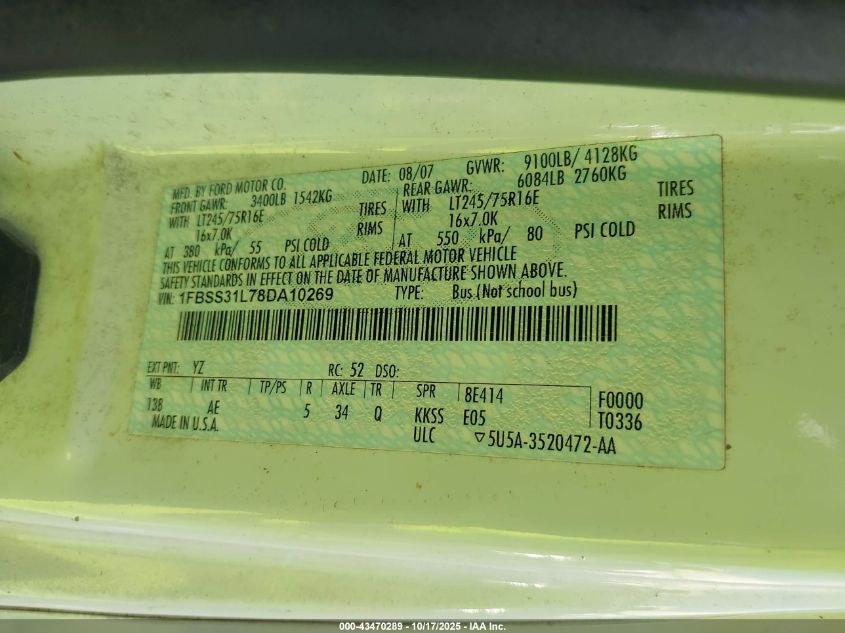 MFD. BY FORD MOTOR CO.
DATE: 08/07 GVWR: 9100LB/ 4128KG
FRONT GAWR: 3400LB 1542KG
REAR GAWR: 6084LB 2760KG
WITH LT245/75R16E TIRES
WITH LT245/75R16E TIRES
16x7.0K RIMS
16x7.0K RIMS
AT 380 kPa/ 55 PSI COLD
AT 550 kPa/ 80 PSI COLD
THIS VEHICLE CONFORMS TO ALL APPLICABLE FEDERAL MOTOR VEHICLE
SAFETY STANDARDS IN EFFECT ON THE DATE OF MANUFACTURE SHOWN ABOVE.
VIN: 1FBSS31L78DA10269 TYPE: Bus (Not school bus)
EXT PNT: YZ RC: 52 DSO:
WB INT TR TP/PS R AXLE TR SPR 8E414 F0000
138 AE 5 34 Q KKSS E05 T0336
MADE IN U.S.A. ULC ▽5U5A-3520472-AA
000-43470289 - 10/17/2025 - IAA Inc.